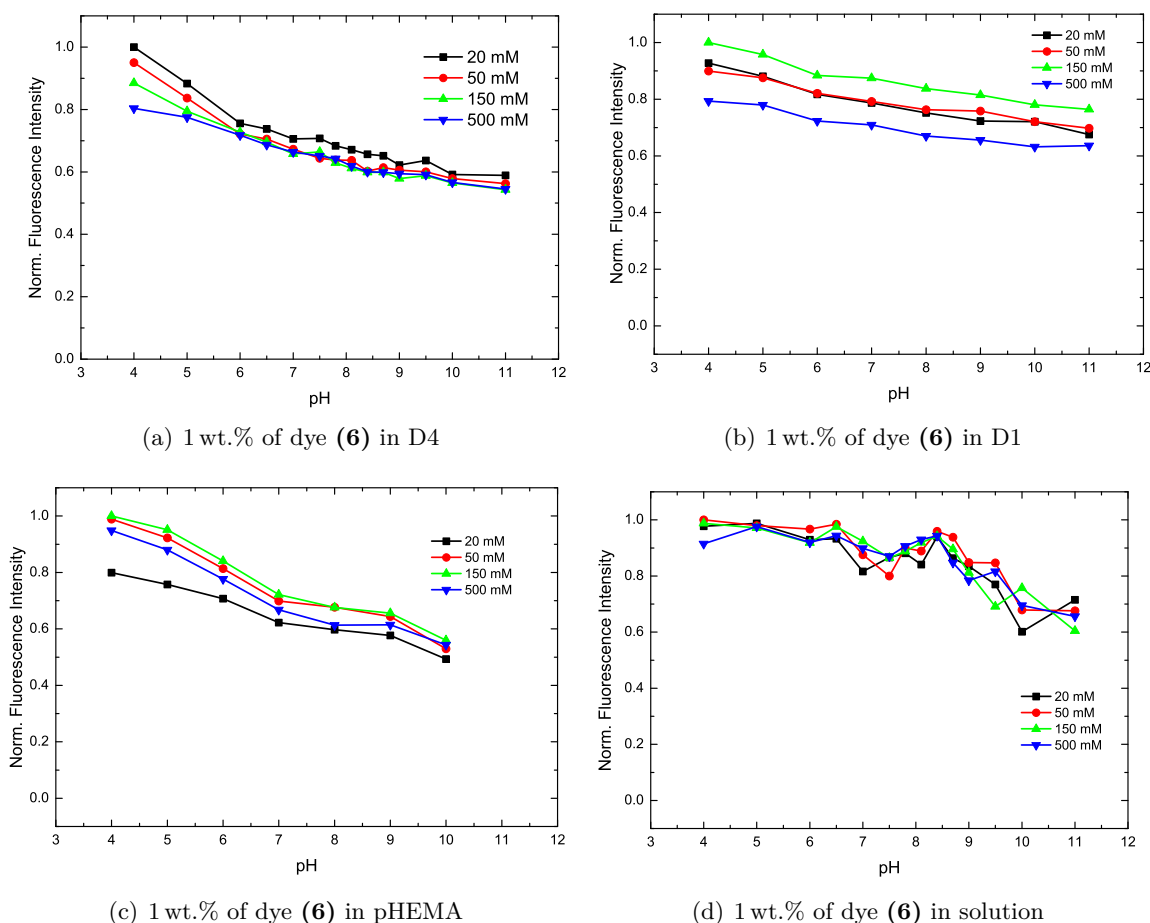 1.0
0.8
0.6
0.4
0.2
0.0
Norm. Fluorescence Intensity
20 mM
50 mM
150 mM
500 mM
3 4 5 6 7 8 9 10 11 12
pH
(a) 1 wt.% of dye (6) in D4
1.0
0.8
0.6
0.4
0.2
0.0
Norm. Fluorescence Intensity
20 mM
50 mM
150 mM
500 mM
3 4 5 6 7 8 9 10 11 12
pH
(b) 1 wt.% of dye (6) in D1
1.0
0.8
0.6
0.4
0.2
0.0
Norm. Fluorescence Intensity
20 mM
50 mM
150 mM
500 mM
3 4 5 6 7 8 9 10 11 12
pH
(c) 1 wt.% of dye (6) in pHEMA
1.0
0.8
0.6
0.4
0.2
0.0
Norm. Fluorescence Intensity
20 mM
50 mM
150 mM
500 mM
3 4 5 6 7 8 9 10 11 12
pH
(d) 1 wt.% of dye (6) in solution